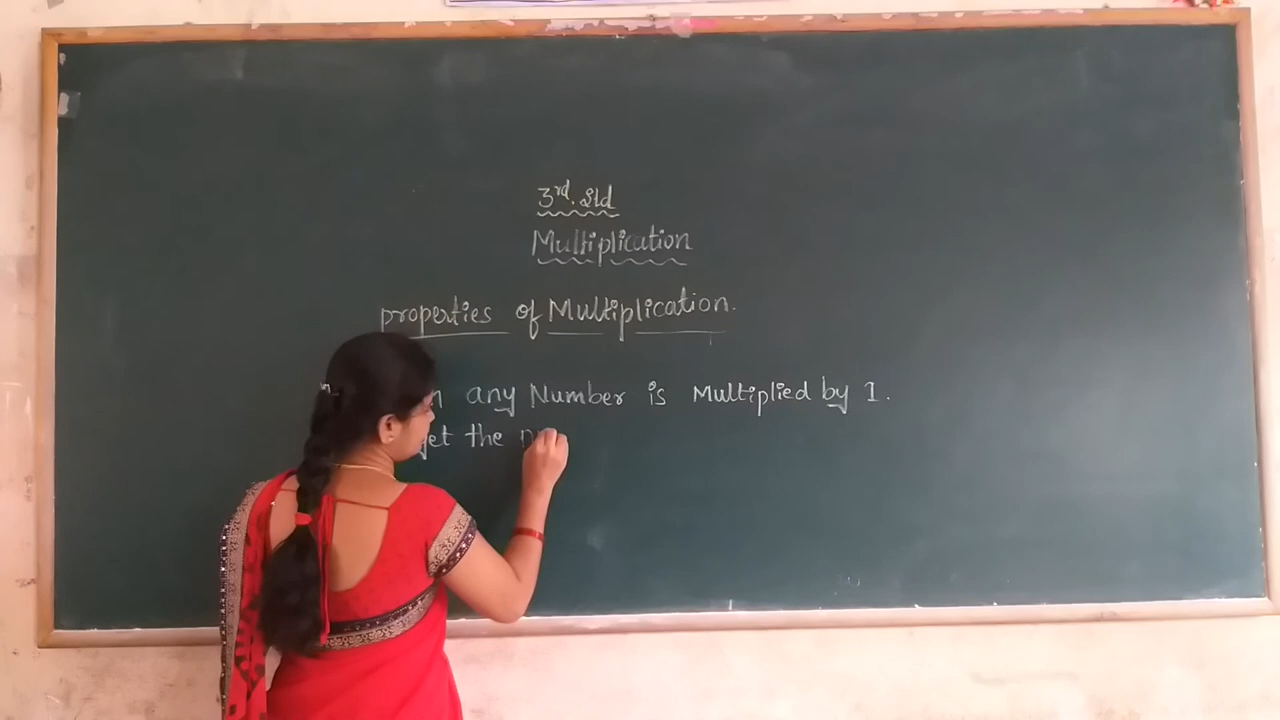 3rd. Std
Multiplication
properties of Multiplication.
any Number is Multiplied by 1.
get the